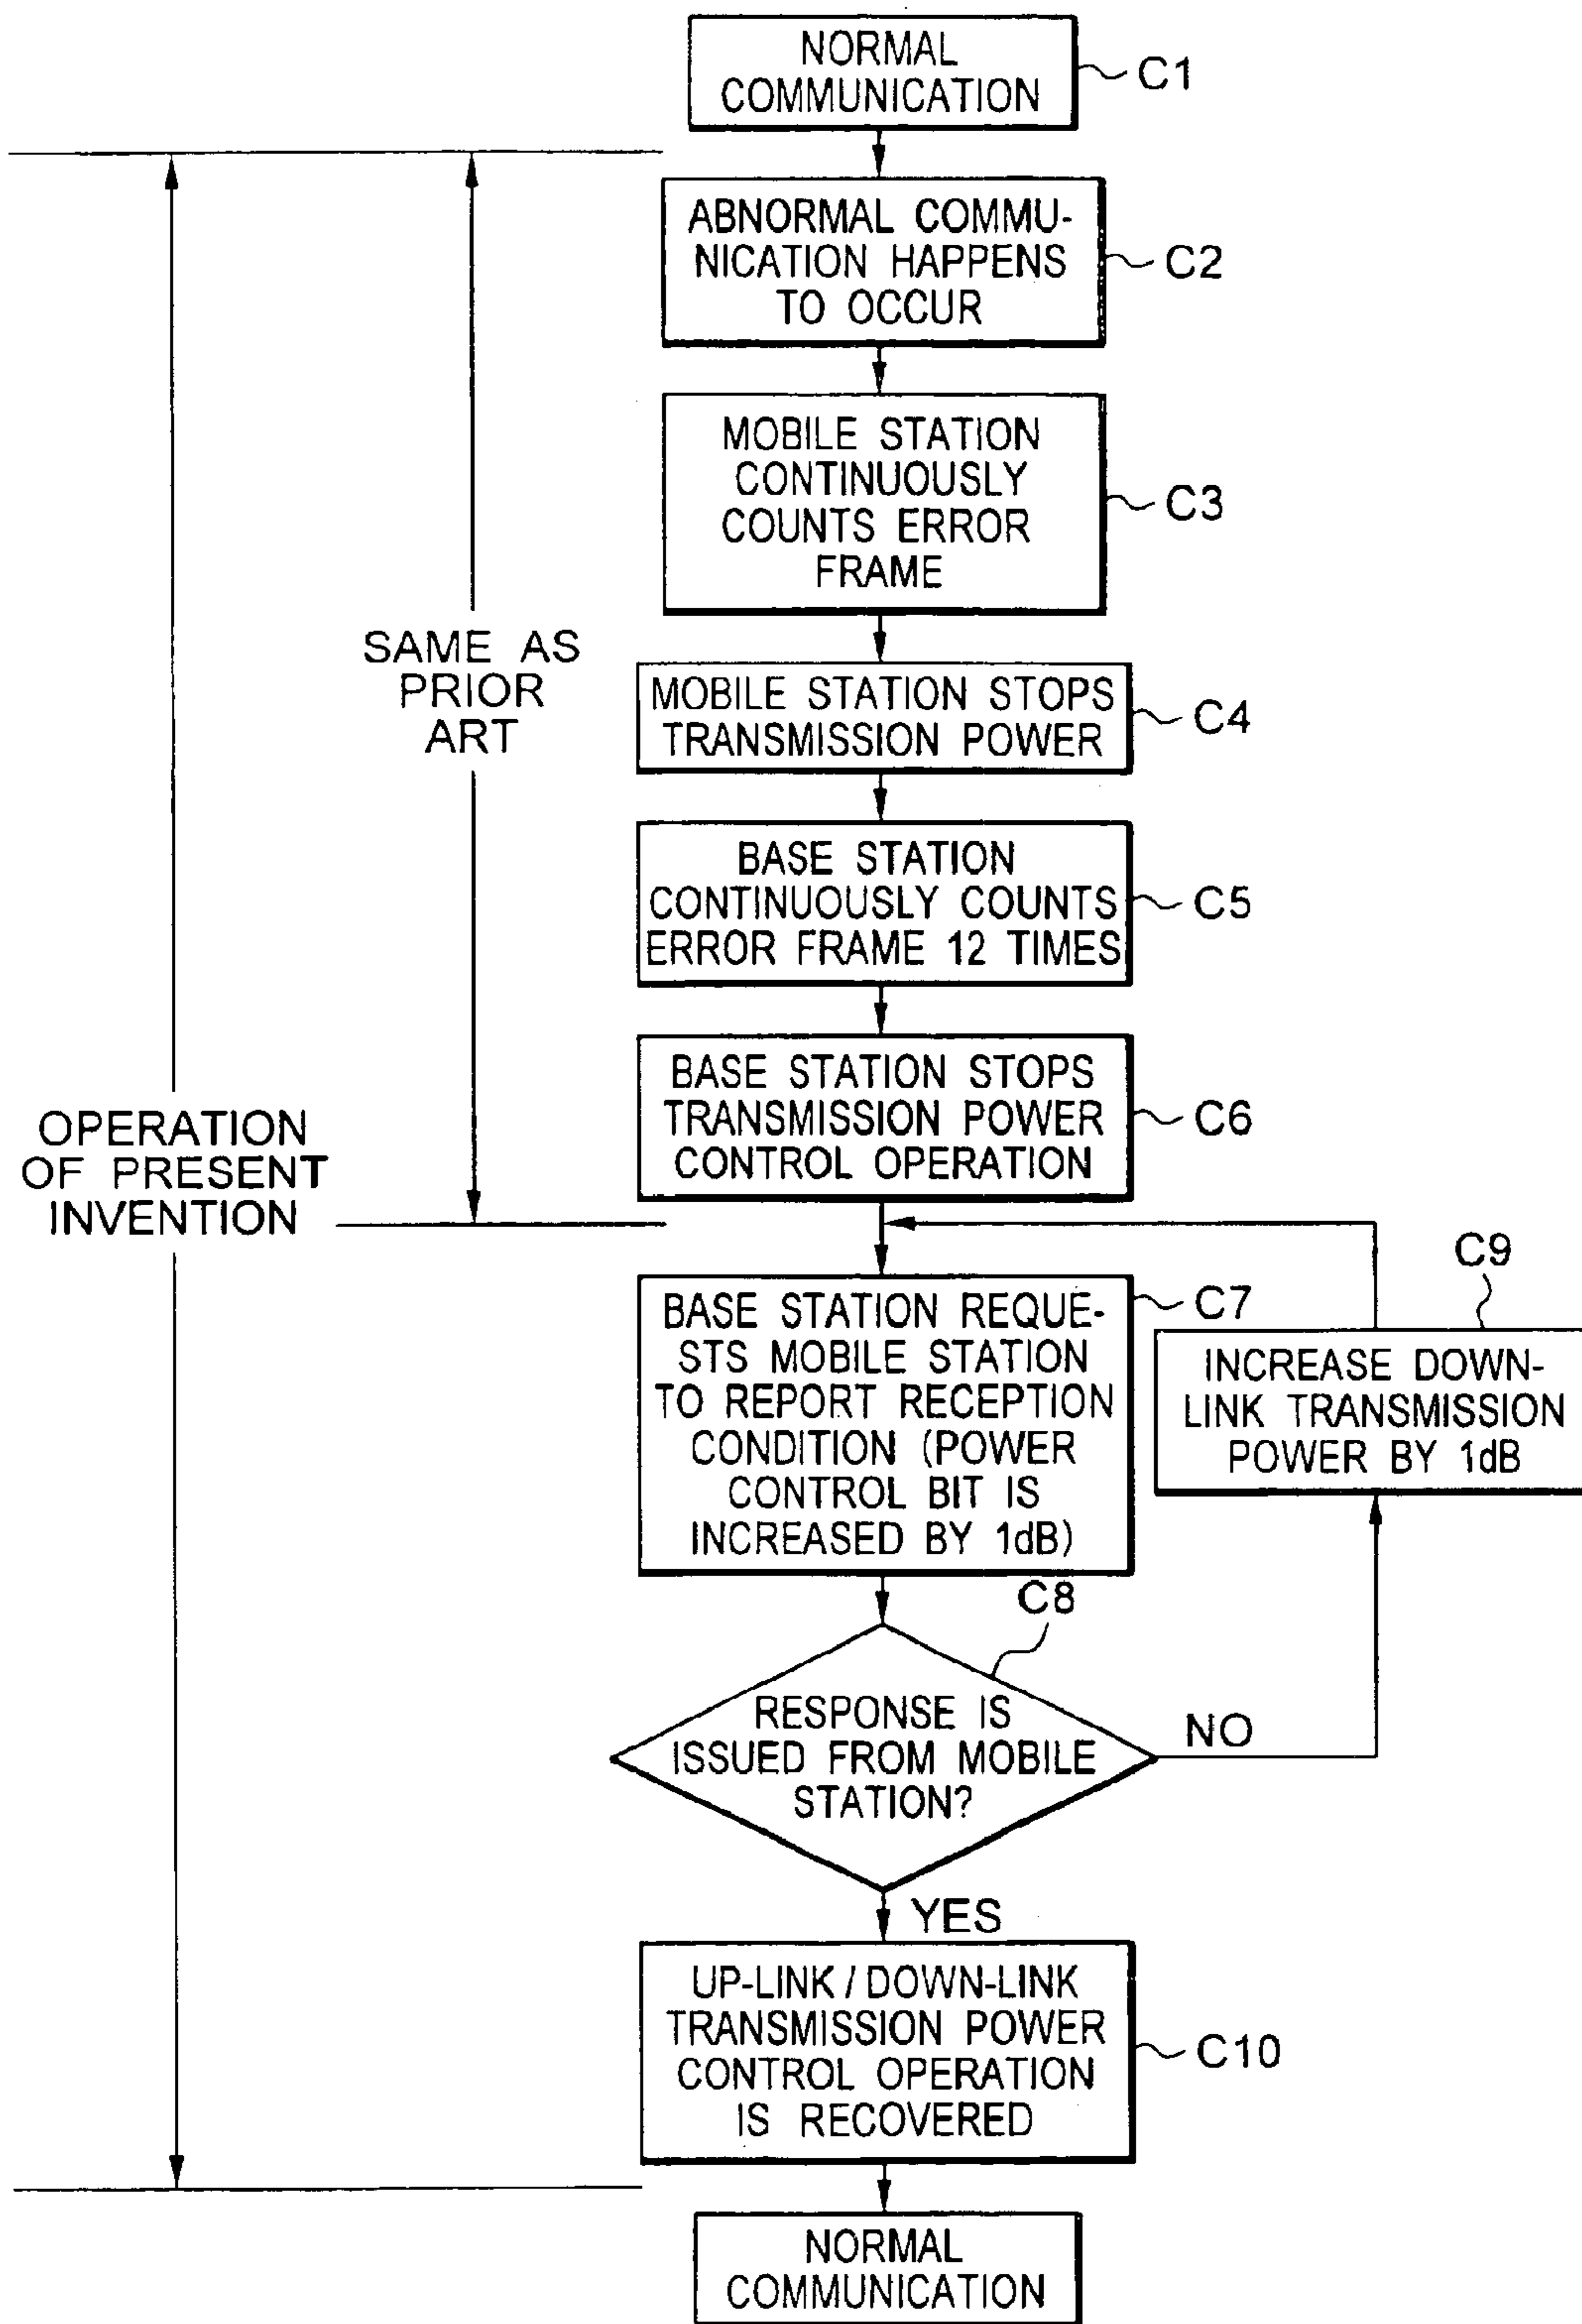 NORMAL
COMMUNICATION
C1
ABNORMAL COMMU-
NICATION HAPPENS
TO OCCUR
C2
MOBILE STATION
CONTINUOUSLY
COUNTS ERROR
FRAME
C3
SAME AS
PRIOR
ART
MOBILE STATION STOPS
TRANSMISSION POWER
C4
BASE STATION
CONTINUOUSLY COUNTS
ERROR FRAME 12 TIMES
C5
BASE STATION STOPS
TRANSMISSION POWER
CONTROL OPERATION
C6
OPERATION
OF PRESENT
INVENTION
BASE STATION REQUE-
STS MOBILE STATION
TO REPORT RECEPTION
CONDITION (POWER
CONTROL BIT IS
INCREASED BY 1dB)
C7
C9
INCREASE DOWN-
LINK TRANSMISSION
POWER BY 1dB
C8
RESPONSE IS
ISSUED FROM MOBILE
STATION?
NO
YES
UP-LINK / DOWN-LINK
TRANSMISSION POWER
CONTROL OPERATION
IS RECOVERED
C10
NORMAL
COMMUNICATION